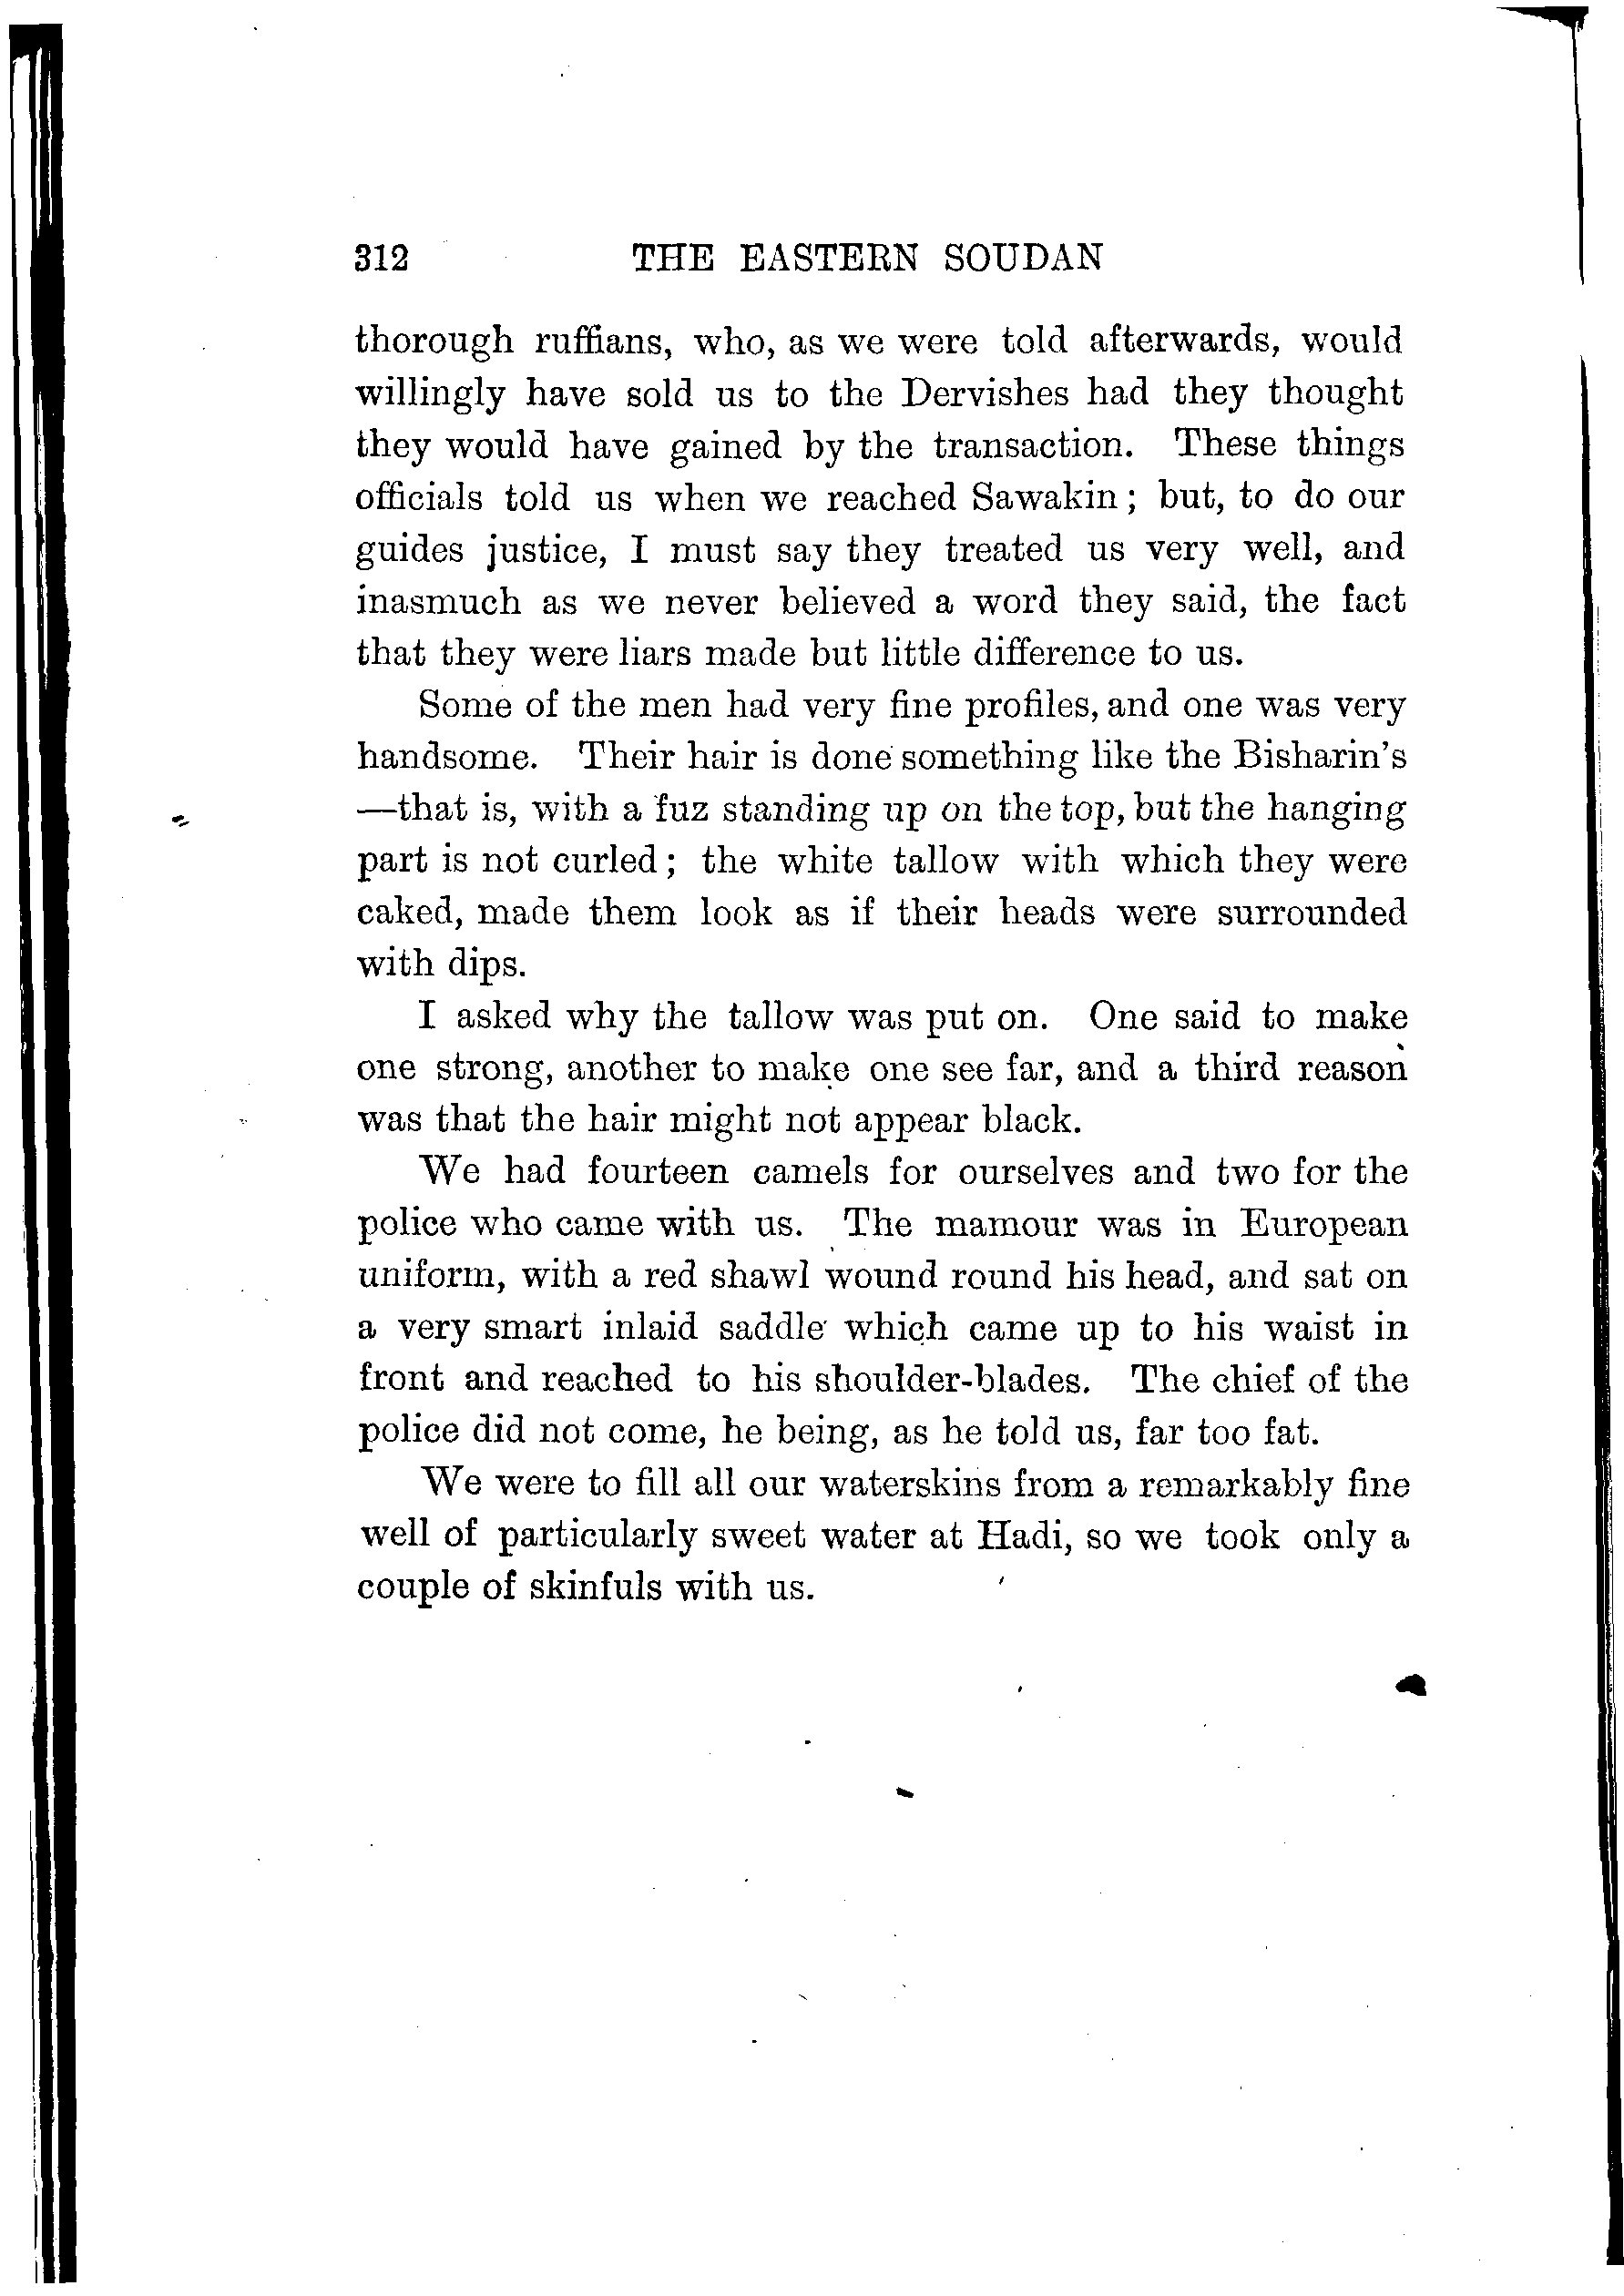 312 THE EASTERN SOUDAN
thorough ruffians, who, as we were told afterwards, would
willingly have sold us to the Dervishes had they thought
they would have gained by the transaction. These things
officials told us when we reached Sawakin; but, to do our
guides justice, I must say they treated us very well, and
inasmuch as we never believed a word they said, the fact
that they were liars made but little difference to us.
Some of the men had very fine profiles, and one was very
handsome. Their hair is done something like the Bisharin's
—that is, with a fuz standing up on the top, but the hanging
part is not curled; the white tallow with which they were
caked, made them look as if their heads were surrounded
with dips.
I asked why the tallow was put on. One said to make
one strong, another to make one see far, and a third reason
was that the hair might not appear black.
We had fourteen camels for ourselves and two for the
police who came with us. The mamour was in European
uniform, with a red shawl wound round his head, and sat on
a very smart inlaid saddle which came up to his waist in
front and reached to his shoulder-blades. The chief of the
police did not come, he being, as he told us, far too fat.
We were to fill all our waterskins from a remarkably fine
well of particularly sweet water at Hadi, so we took only a
couple of skinfuls with us.